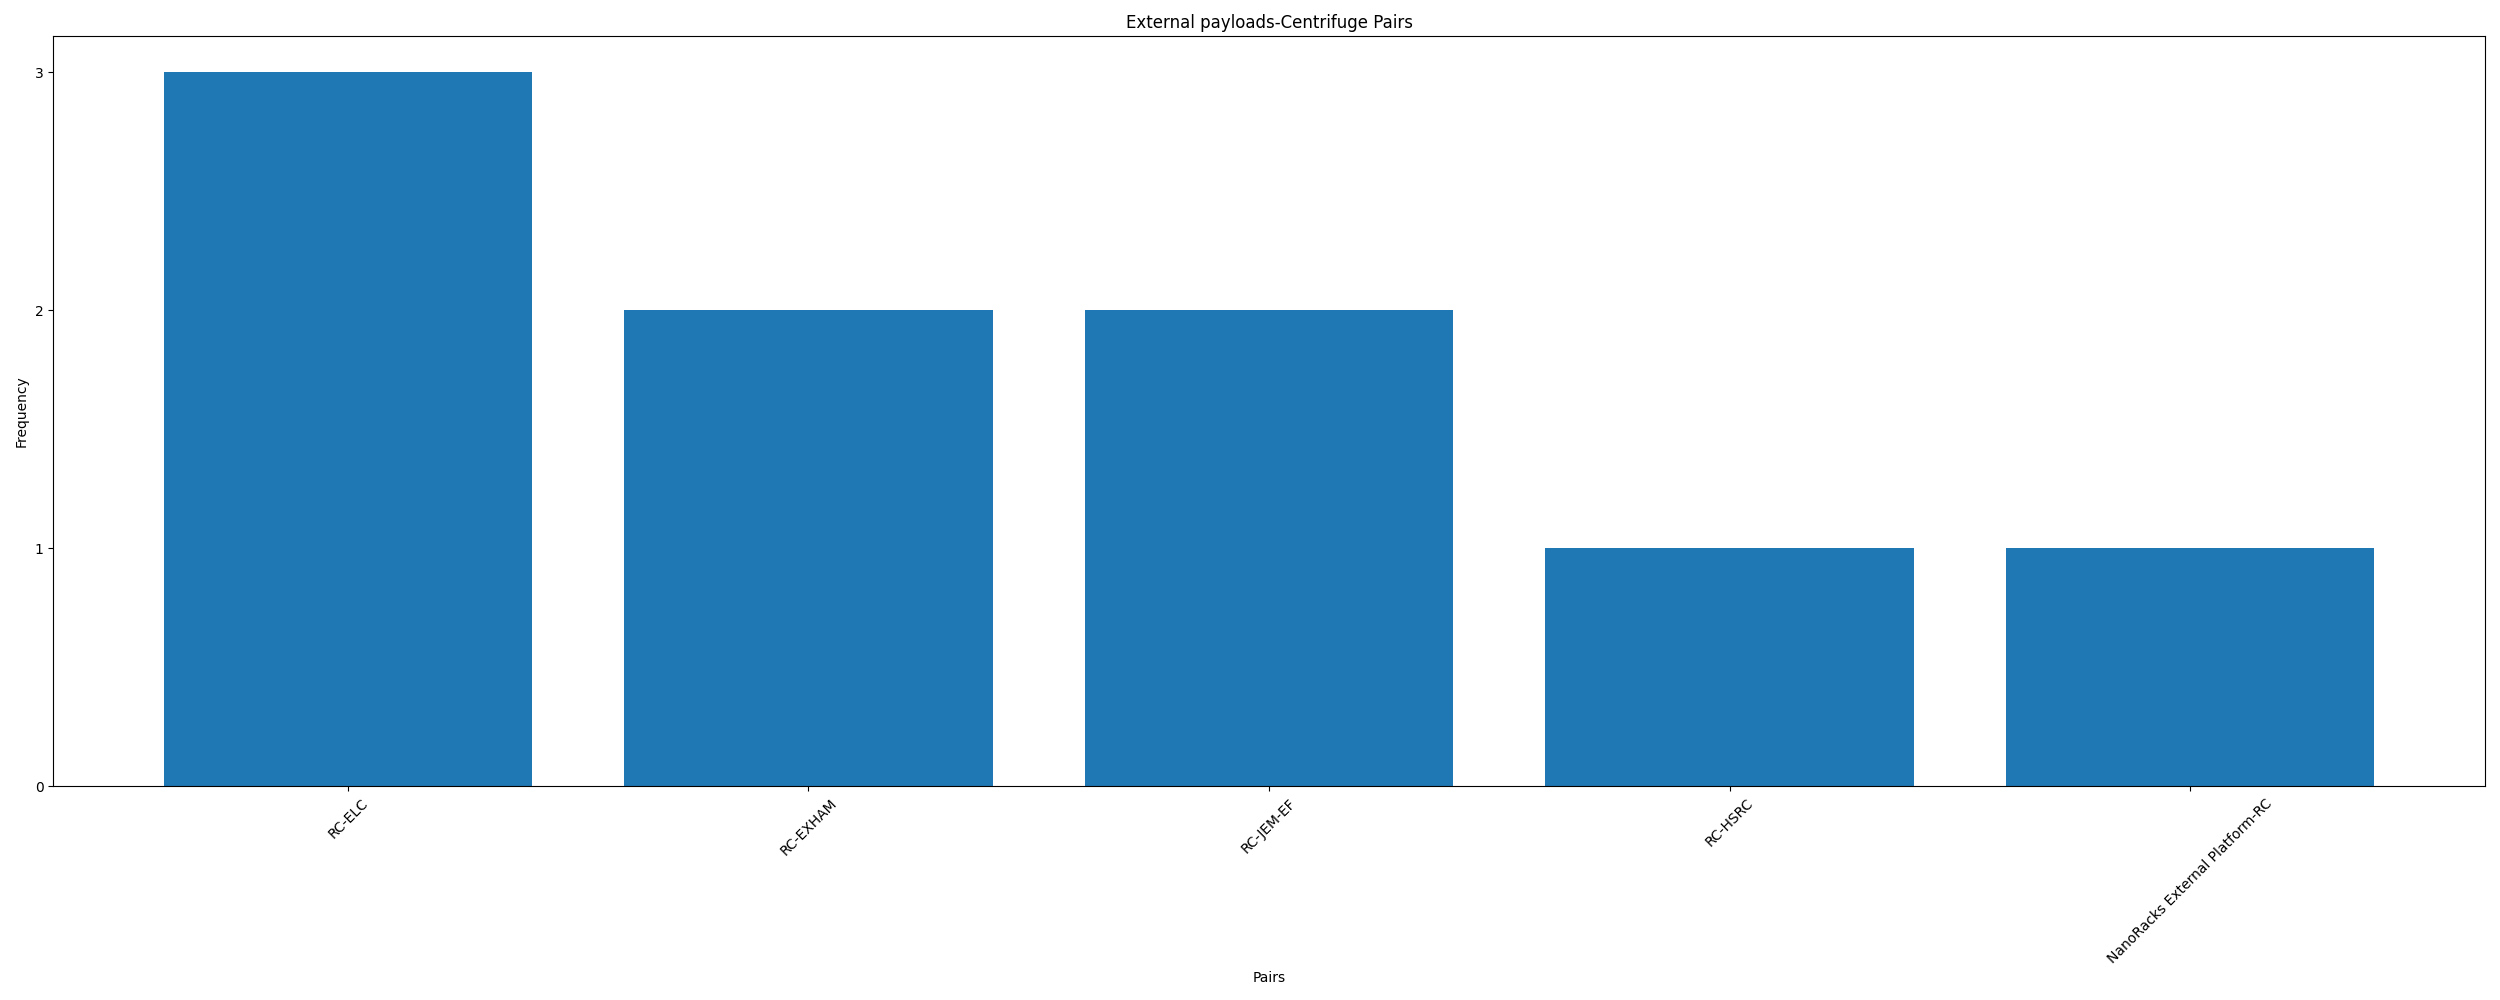 External payloads-Centrifuge Pairs
Frequency
3
2
1
0
RC-ELC
RC-EXHAM
RC-JEM-EF
RC-HSRC
NanoRacks External Platform-RC
Pairs